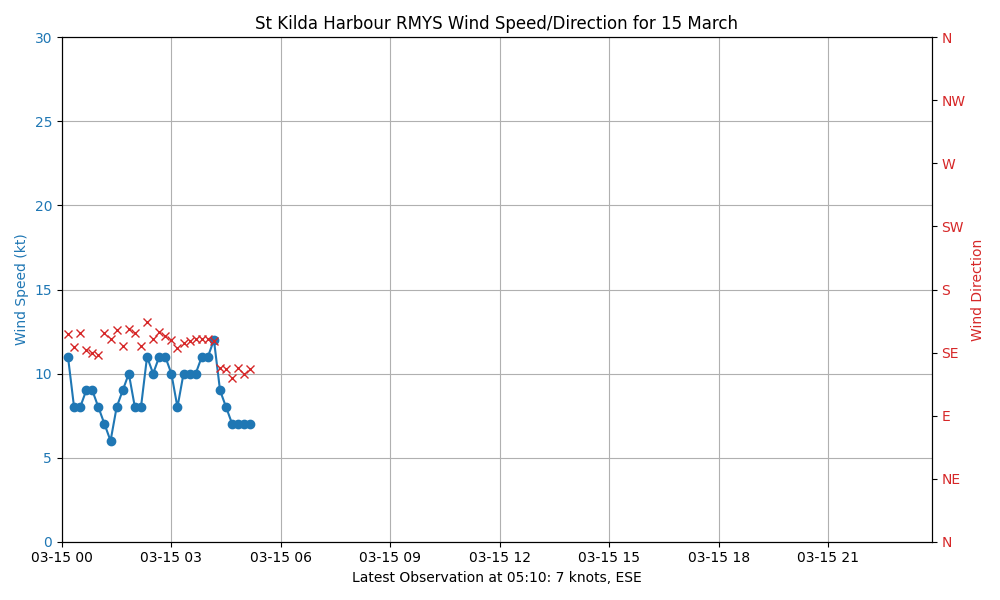 St Kilda Harbour RMYS Wind Speed/Direction for 15 March
30
25
20
15
10
5
0
Wind Speed (kt)
N
NW
W
SW
S
SE
E
NE
N
Wind Direction
03-15 00
03-15 03
03-15 06
03-15 09
03-15 12
03-15 15
03-15 18
03-15 21
Latest Observation at 05:10: 7 knots, ESE